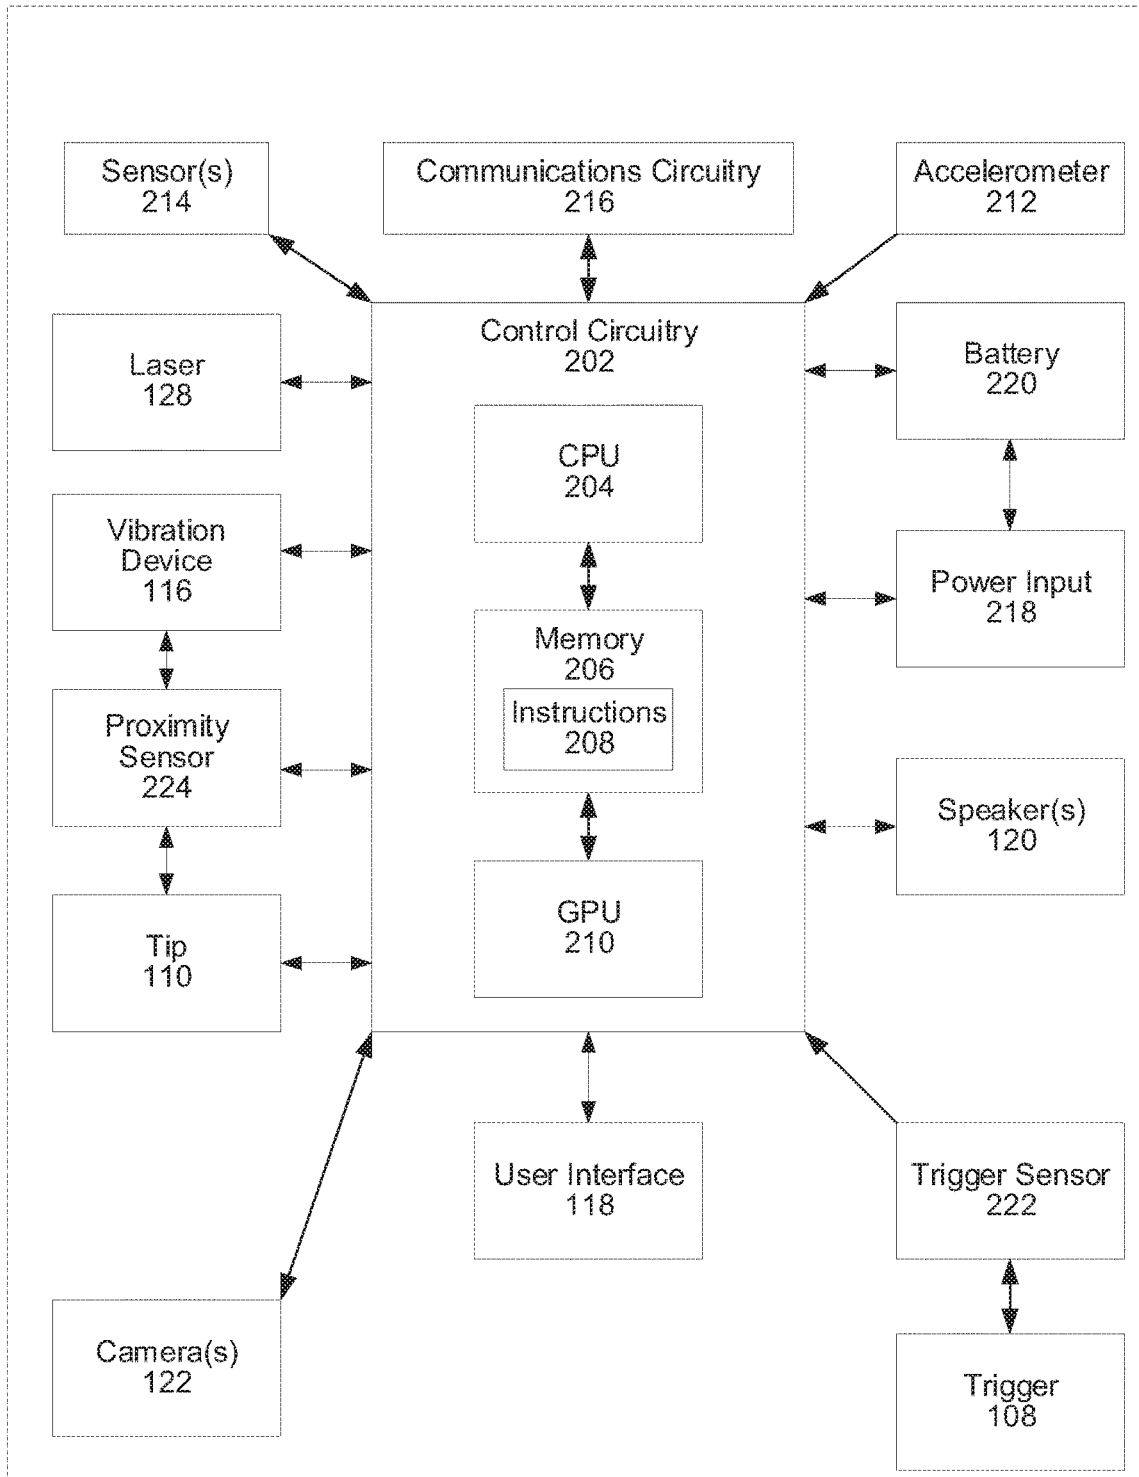 Sensor(s)
214
Communications Circuitry
216
Accelerometer
212
Laser
128
Control Circuitry
202
Battery
220
CPU
204
Vibration
Device
116
Power Input
218
Memory
206
Instructions
208
Proximity
Sensor
224
Speaker(s)
120
GPU
210
Tip
110
User Interface
118
Trigger Sensor
222
Camera(s)
122
Trigger
108